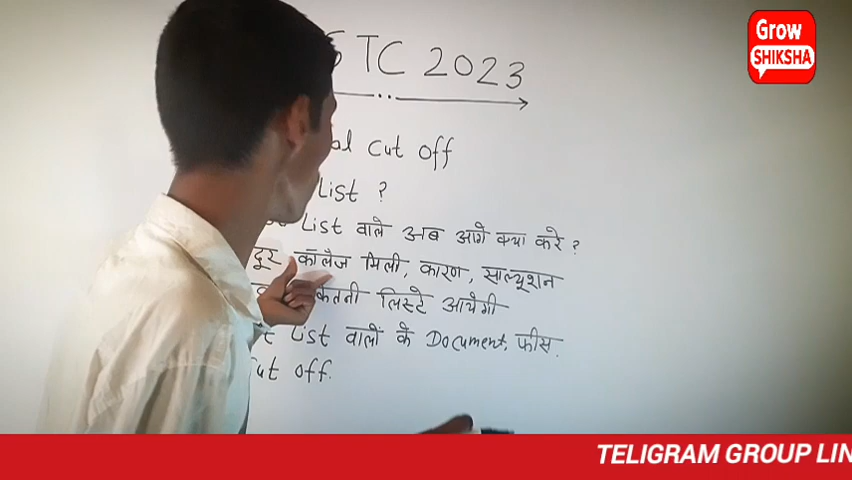 Grow
SHIKSHA
TC 2023
Cut off
List ?
List वाले अब आगे क्या करे ?
दूर कॉलेज मिली, कारण, साल्यूशन
लिस्टे आयेगी
List वालों के Document, फीस.
Cut off.
TELIGRAM GROUP LIN